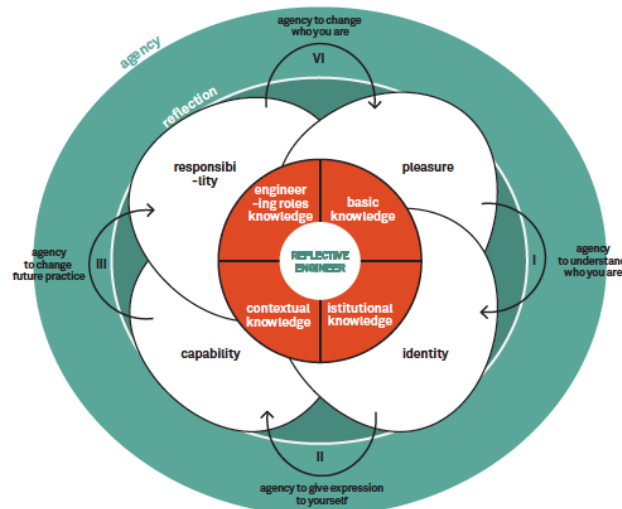 agency to change
who you are
VI
agency
reflection
responsibi
-lity
pleasure
engineer
-ing roles
knowledge
basic
knowledge
REFLECTIVE
ENGINEER
agency
to change
future practice
III
I
agency
to understand
who you are
contextual
knowledge
istitutional
knowledge
capability
identity
II
agency to give expression
to yourself